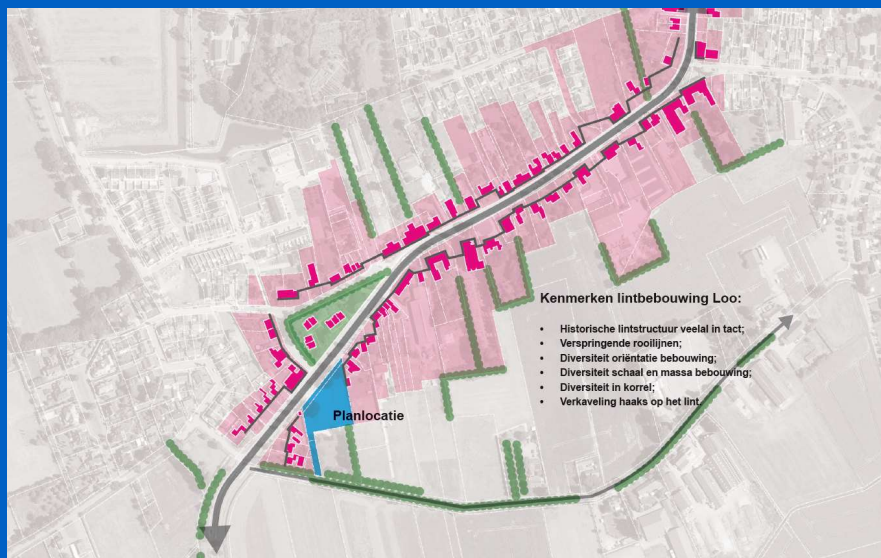 Kenmerken lintbebouwing Loo:
• Historische lintstructuur veelal in tact;
• Verspringende rooilijnen;
• Diversiteit oriëntatie bebouwing;
• Diversiteit schaal en massa bebouwing;
• Diversiteit in korrel;
• Verkaveling haaks op het lint.
Planlocatie